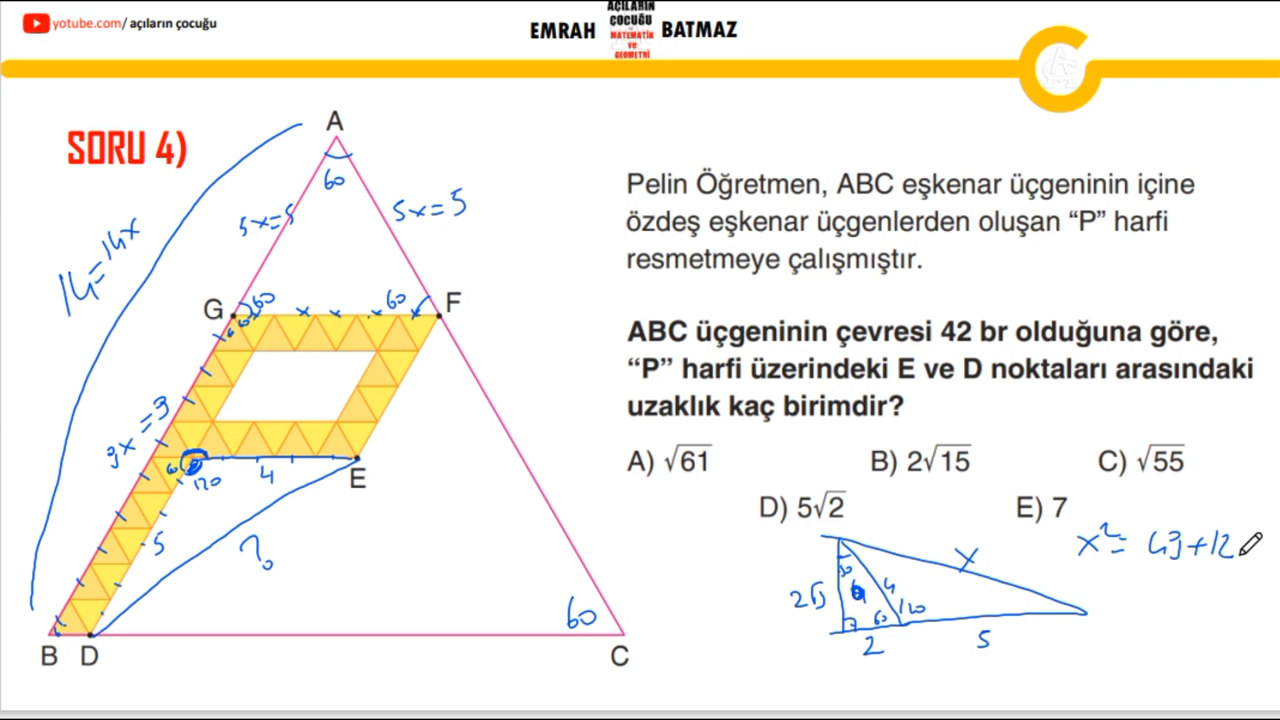 yotube.com/ açıların çocuğu
EMRAH
AÇILARIN
ÇOCUĞU
MATEMATİK
ve
GEOMETRİ
BATMAZ
SORU 4)
A
60
5x=5
5x=5
14=14x
G
60
60
F
3x=3
120
4
E
5
?
60
B
D
C
Pelin Öğretmen, ABC eşkenar üçgeninin içine
özdeş eşkenar üçgenlerden oluşan “P” harfi
resmetmeye çalışmıştır.
ABC üçgeninin çevresi 42 br olduğuna göre,
“P” harfi üzerindeki E ve D noktaları arasındaki
uzaklık kaç birimdir?
A) √61
B) 2√15
C) √55
D) 5√2
E) 7
x²= 49+12
30
x
2√3
4
60
120
2
5